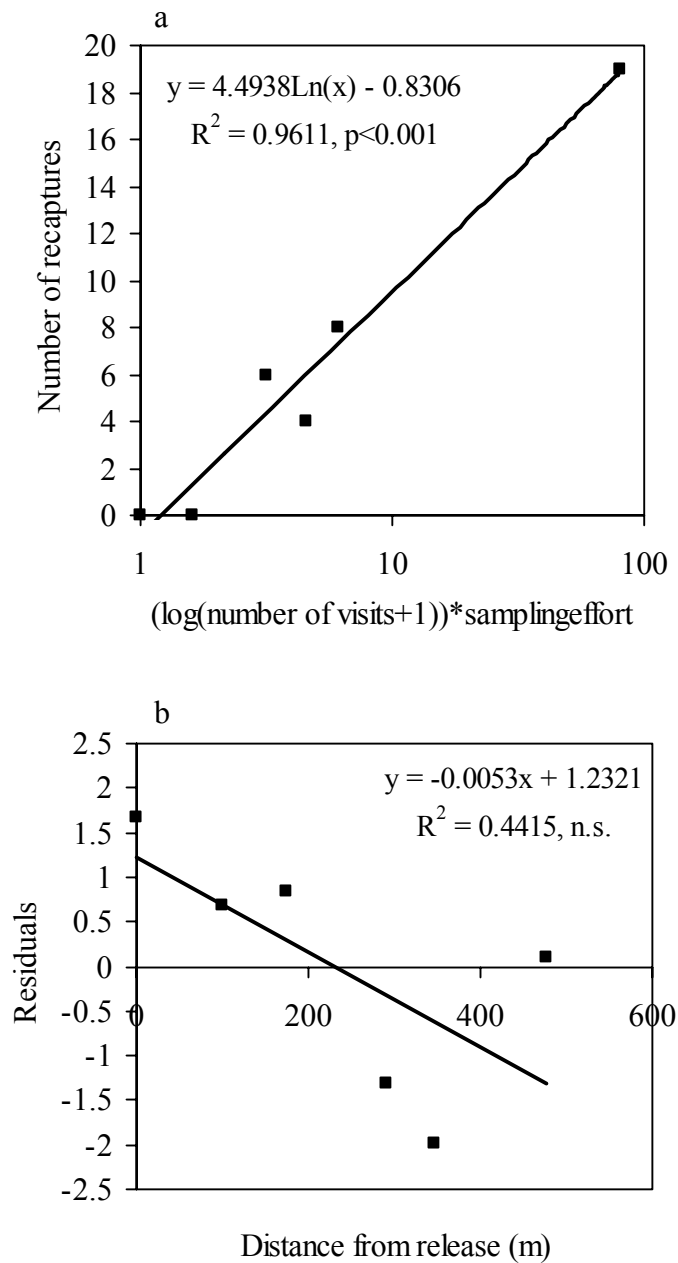 a
20
18
16
14
12
10
8
6
4
2
0
y = 4.4938Ln(x) - 0.8306
R² = 0.9611, p<0.001
Number of recaptures
1 10 100
(log(number of visits+1))*samplingeffort
b
2.5
2
1.5
1
0.5
0
-0.5
-1
-1.5
-2
-2.5
y = -0.0053x + 1.2321
R² = 0.4415, n.s.
Residuals
0 200 400 600
Distance from release (m)